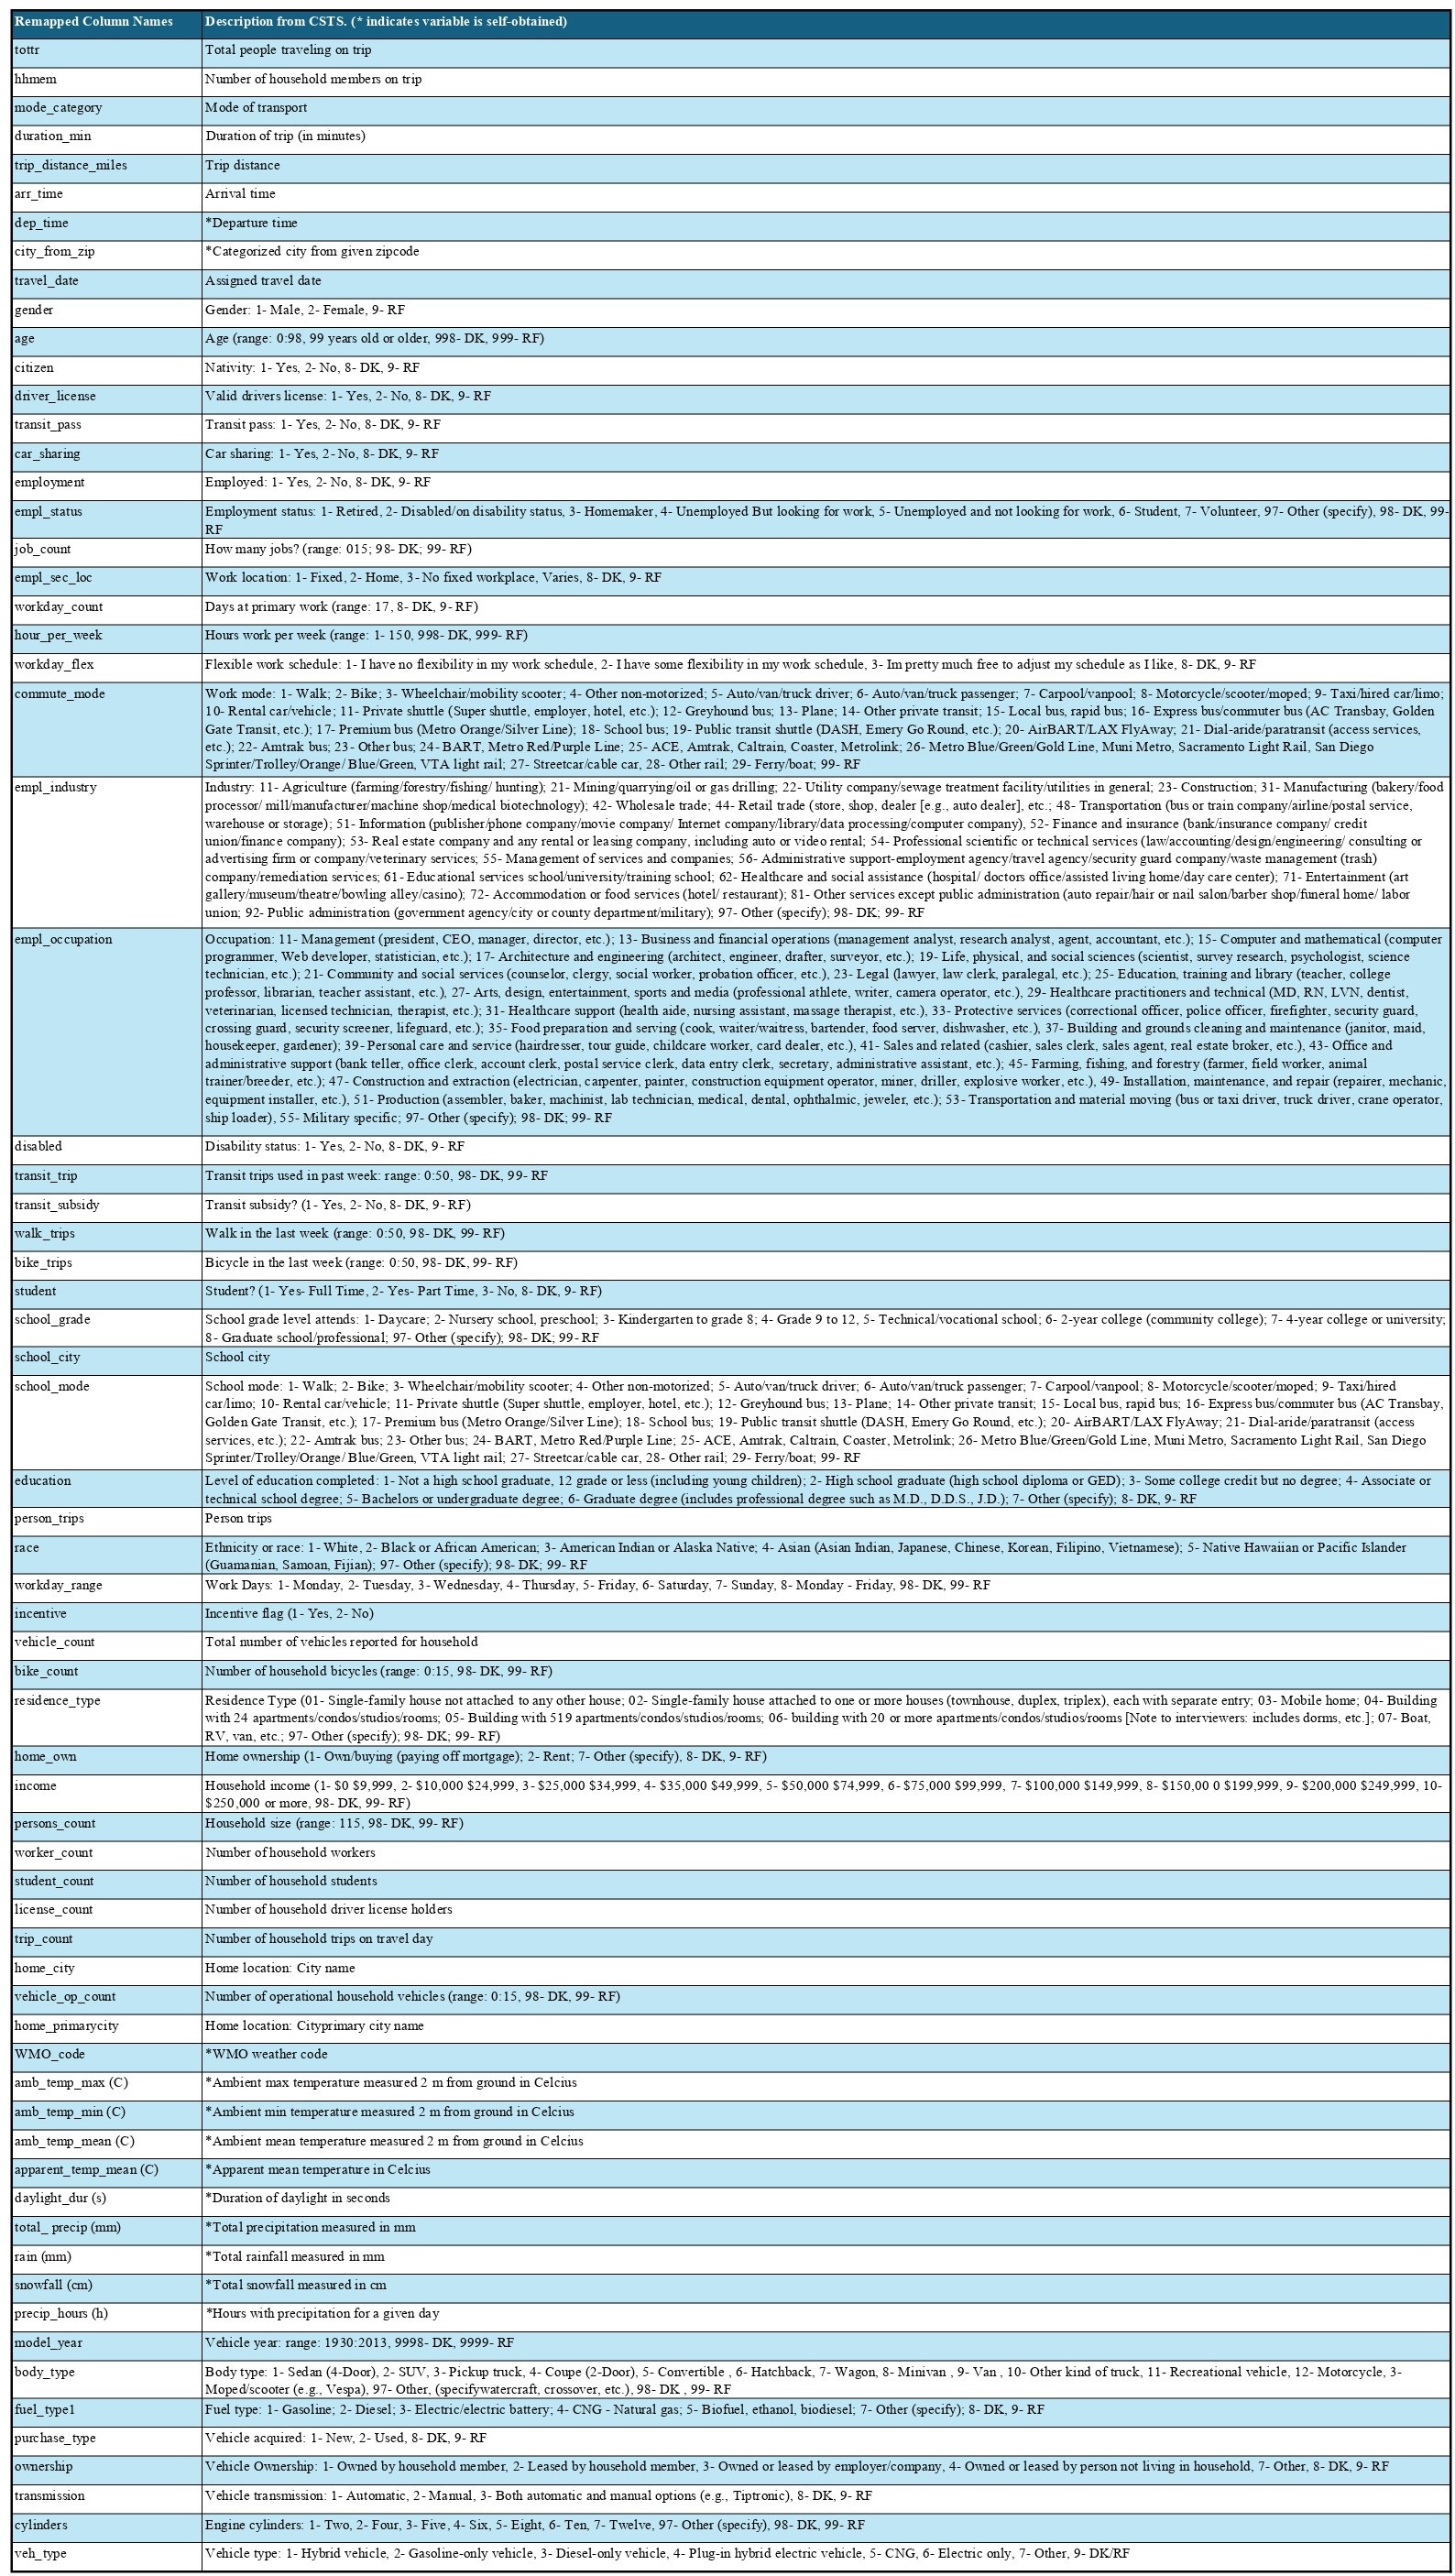 Remapped Column Names	Description from CSTS. (* indicates variable is self-obtained)
tottr	Total people traveling on trip
hhmem	Number of household members on trip
mode_category	Mode of transport
duration_min	Duration of trip (in minutes)
trip_distance_miles	Trip distance
arr_time	Arrival time
dep_time	*Departure time
city_from_zip	*Categorized city from given zipcode
travel_date	Assigned travel date
gender	Gender: 1- Male, 2- Female, 9- RF
age	Age (range: 0:98, 99 years old or older, 998- DK, 999- RF)
citizen	Nativity: 1- Yes, 2- No, 8- DK, 9- RF
driver_license	Valid drivers license: 1- Yes, 2- No, 8- DK, 9- RF
transit_pass	Transit pass: 1- Yes, 2- No, 8- DK, 9- RF
car_sharing	Car sharing: 1- Yes, 2- No, 8- DK, 9- RF
employment	Employed: 1- Yes, 2- No, 8- DK, 9- RF
empl_status	Employment status: 1- Retired, 2- Disabled/on disability status, 3- Homemaker, 4- Unemployed But looking for work, 5- Unemployed and not looking for work, 6- Student, 7- Volunteer, 97- Other (specify), 98- DK, 99-
RF
job_count	How many jobs? (range: 015; 98- DK; 99- RF)
empl_sec_loc	Work location: 1- Fixed, 2- Home, 3- No fixed workplace, Varies, 8- DK, 9- RF
workday_count	Days at primary work (range: 17, 8- DK, 9- RF)
hour_per_week	Hours work per week (range: 1- 150, 998- DK, 999- RF)
workday_flex	Flexible work schedule: 1- I have no flexibility in my work schedule, 2- I have some flexibility in my work schedule, 3- Im pretty much free to adjust my schedule as I like, 8- DK, 9- RF
commute_mode	Work mode: 1- Walk; 2- Bike; 3- Wheelchair/mobility scooter; 4- Other non-motorized; 5- Auto/van/truck driver; 6- Auto/van/truck passenger; 7- Carpool/vanpool; 8- Motorcycle/scooter/moped; 9- Taxi/hired car/limo;
10- Rental car/vehicle; 11- Private shuttle (Super shuttle, employer, hotel, etc.); 12- Greyhound bus; 13- Plane; 14- Other private transit; 15- Local bus, rapid bus; 16- Express bus/commuter bus (AC Transbay, Golden
Gate Transit, etc.); 17- Premium bus (Metro Orange/Silver Line); 18- School bus; 19- Public transit shuttle (DASH, Emery Go Round, etc.); 20- AirBART/LAX FlyAway; 21- Dial-aride/paratransit (access services,
etc.); 22- Amtrak bus; 23- Other bus; 24- BART, Metro Red/Purple Line; 25- ACE, Amtrak, Caltrain, Coaster, Metrolink; 26- Metro Blue/Green/Gold Line, Muni Metro, Sacramento Light Rail, San Diego
Sprinter/Trolley/Orange/ Blue/Green, VTA light rail; 27- Streetcar/cable car, 28- Other rail; 29- Ferry/boat; 99- RF
empl_industry	Industry: 11- Agriculture (farming/forestry/fishing/ hunting); 21- Mining/quarrying/oil or gas drilling; 22- Utility company/sewage treatment facility/utilities in general; 23- Construction; 31- Manufacturing (bakery/food
processor/ mill/manufacturer/machine shop/medical biotechnology); 42- Wholesale trade; 44- Retail trade (store, shop, dealer [e.g., auto dealer], etc.; 48- Transportation (bus or train company/airline/postal service,
warehouse or storage); 51- Information (publisher/phone company/movie company/ Internet company/library/data processing/computer company), 52- Finance and insurance (bank/insurance company/ credit
union/finance company); 53- Real estate company and any rental or leasing company, including auto or video rental; 54- Professional scientific or technical services (law/accounting/design/engineering/ consulting or
advertising firm or company/veterinary services; 55- Management of services and companies; 56- Administrative support-employment agency/travel agency/security guard company/waste management (trash)
company/remediation services; 61- Educational services school/university/training school; 62- Healthcare and social assistance (hospital/ doctors office/assisted living home/day care center); 71- Entertainment (art
gallery/museum/theatre/bowling alley/casino); 72- Accommodation or food services (hotel/ restaurant); 81- Other services except public administration (auto repair/hair or nail salon/barber shop/funeral home/ labor
union; 92- Public administration (government agency/city or county department/military); 97- Other (specify); 98- DK; 99- RF
empl_occupation	Occupation: 11- Management (president, CEO, manager, director, etc.); 13- Business and financial operations (management analyst, research analyst, agent, accountant, etc.); 15- Computer and mathematical (computer
programmer, Web developer, statistician, etc.); 17- Architecture and engineering (architect, engineer, drafter, surveyor, etc.); 19- Life, physical, and social sciences (scientist, survey research, psychologist, science
technician, etc.); 21- Community and social services (counselor, clergy, social worker, probation officer, etc.), 23- Legal (lawyer, law clerk, paralegal, etc.); 25- Education, training and library (teacher, college
professor, librarian, teacher assistant, etc.), 27- Arts, design, entertainment, sports and media (professional athlete, writer, camera operator, etc.), 29- Healthcare practitioners and technical (MD, RN, LVN, dentist,
veterinarian, licensed technician, therapist, etc.); 31- Healthcare support (health aide, nursing assistant, massage therapist, etc.), 33- Protective services (correctional officer, police officer, firefighter, security guard,
crossing guard, security screener, lifeguard, etc.); 35- Food preparation and serving (cook, waiter/waitress, bartender, food server, dishwasher, etc.), 37- Building and grounds cleaning and maintenance (janitor, maid,
housekeeper, gardener); 39- Personal care and service (hairdresser, tour guide, childcare worker, card dealer, etc.), 41- Sales and related (cashier, sales clerk, sales agent, real estate broker, etc.), 43- Office and
administrative support (bank teller, office clerk, account clerk, postal service clerk, data entry clerk, secretary, administrative assistant, etc.); 45- Farming, fishing, and forestry (farmer, field worker, animal
trainer/breeder, etc.); 47- Construction and extraction (electrician, carpenter, painter, construction equipment operator, miner, driller, explosive worker, etc.), 49- Installation, maintenance, and repair (repairer, mechanic,
equipment installer, etc.), 51- Production (assembler, baker, machinist, lab technician, medical, dental, ophthalmic, jeweler, etc.); 53- Transportation and material moving (bus or taxi driver, truck driver, crane operator,
ship loader), 55- Military specific; 97- Other (specify); 98- DK; 99- RF
disabled	Disability status: 1- Yes, 2- No, 8- DK, 9- RF
transit_trip	Transit trips used in past week: range: 0:50, 98- DK, 99- RF
transit_subsidy	Transit subsidy? (1- Yes, 2- No, 8- DK, 9- RF)
walk_trips	Walk in the last week (range: 0:50, 98- DK, 99- RF)
bike_trips	Bicycle in the last week (range: 0:50, 98- DK, 99- RF)
student	Student? (1- Yes- Full Time, 2- Yes- Part Time, 3- No, 8- DK, 9- RF)
school_grade	School grade level attends: 1- Daycare; 2- Nursery school, preschool; 3- Kindergarten to grade 8; 4- Grade 9 to 12, 5- Technical/vocational school; 6- 2-year college (community college); 7- 4-year college or university;
8- Graduate school/professional; 97- Other (specify); 98- DK; 99- RF
school_city	School city
school_mode	School mode: 1- Walk; 2- Bike; 3- Wheelchair/mobility scooter; 4- Other non-motorized; 5- Auto/van/truck driver; 6- Auto/van/truck passenger; 7- Carpool/vanpool; 8- Motorcycle/scooter/moped; 9- Taxi/hired
car/limo; 10- Rental car/vehicle; 11- Private shuttle (Super shuttle, employer, hotel, etc.); 12- Greyhound bus; 13- Plane; 14- Other private transit; 15- Local bus, rapid bus; 16- Express bus/commuter bus (AC Transbay,
Golden Gate Transit, etc.); 17- Premium bus (Metro Orange/Silver Line); 18- School bus; 19- Public transit shuttle (DASH, Emery Go Round, etc.); 20- AirBART/LAX FlyAway; 21- Dial-aride/paratransit (access
services, etc.); 22- Amtrak bus; 23- Other bus; 24- BART, Metro Red/Purple Line; 25- ACE, Amtrak, Caltrain, Coaster, Metrolink; 26- Metro Blue/Green/Gold Line, Muni Metro, Sacramento Light Rail, San Diego
Sprinter/Trolley/Orange/ Blue/Green, VTA light rail; 27- Streetcar/cable car, 28- Other rail; 29- Ferry/boat; 99- RF
education	Level of education completed: 1- Not a high school graduate, 12 grade or less (including young children); 2- High school graduate (high school diploma or GED); 3- Some college credit but no degree; 4- Associate or
technical school degree; 5- Bachelors or undergraduate degree; 6- Graduate degree (includes professional degree such as M.D., D.D.S., J.D.); 7- Other (specify); 8- DK, 9- RF
person_trips	Person trips
race	Ethnicity or race: 1- White, 2- Black or African American; 3- American Indian or Alaska Native; 4- Asian (Asian Indian, Japanese, Chinese, Korean, Filipino, Vietnamese); 5- Native Hawaiian or Pacific Islander
(Guamanian, Samoan, Fijian); 97- Other (specify); 98- DK; 99- RF
workday_range	Work Days: 1- Monday, 2- Tuesday, 3- Wednesday, 4- Thursday, 5- Friday, 6- Saturday, 7- Sunday, 8- Monday - Friday, 98- DK, 99- RF
incentive	Incentive flag (1- Yes, 2- No)
vehicle_count	Total number of vehicles reported for household
bike_count	Number of household bicycles (range: 0:15, 98- DK, 99- RF)
residence_type	Residence Type (01- Single-family house not attached to any other house; 02- Single-family house attached to one or more houses (townhouse, duplex, triplex), each with separate entry; 03- Mobile home; 04- Building
with 24 apartments/condos/studios/rooms; 05- Building with 519 apartments/condos/studios/rooms; 06- building with 20 or more apartments/condos/studios/rooms [Note to interviewers: includes dorms, etc.]; 07- Boat,
RV, van, etc.; 97- Other (specify); 98- DK; 99- RF)
home_own	Home ownership (1- Own/buying (paying off mortgage); 2- Rent; 7- Other (specify), 8- DK, 9- RF)
income	Household income (1- $0 $9,999, 2- $10,000 $24,999, 3- $25,000 $34,999, 4- $35,000 $49,999, 5- $50,000 $74,999, 6- $75,000 $99,999, 7- $100,000 $149,999, 8- $150,00 0 $199,999, 9- $200,000 $249,999, 10-
$250,000 or more, 98- DK, 99- RF)
persons_count	Household size (range: 115, 98- DK, 99- RF)
worker_count	Number of household workers
student_count	Number of household students
license_count	Number of household driver license holders
trip_count	Number of household trips on travel day
home_city	Home location: City name
vehicle_op_count	Number of operational household vehicles (range: 0:15, 98- DK, 99- RF)
home_primarycity	Home location: Cityprimary city name
WMO_code	*WMO weather code
amb_temp_max (C)	*Ambient max temperature measured 2 m from ground in Celcius
amb_temp_min (C)	*Ambient min temperature measured 2 m from ground in Celcius
amb_temp_mean (C)	*Ambient mean temperature measured 2 m from ground in Celcius
apparent_temp_mean (C)	*Apparent mean temperature in Celcius
daylight_dur (s)	*Duration of daylight in seconds
total_ precip (mm)	*Total precipitation measured in mm
rain (mm)	*Total rainfall measured in mm
snowfall (cm)	*Total snowfall measured in cm
precip_hours (h)	*Hours with precipitation for a given day
model_year	Vehicle year: range: 1930:2013, 9998- DK, 9999- RF
body_type	Body type: 1- Sedan (4-Door), 2- SUV, 3- Pickup truck, 4- Coupe (2-Door), 5- Convertible , 6- Hatchback, 7- Wagon, 8- Minivan , 9- Van , 10- Other kind of truck, 11- Recreational vehicle, 12- Motorcycle, 3-
Moped/scooter (e.g., Vespa), 97- Other, (specifywatercraft, crossover, etc.), 98- DK , 99- RF
fuel_type1	Fuel type: 1- Gasoline; 2- Diesel; 3- Electric/electric battery; 4- CNG - Natural gas; 5- Biofuel, ethanol, biodiesel; 7- Other (specify); 8- DK, 9- RF
purchase_type	Vehicle acquired: 1- New, 2- Used, 8- DK, 9- RF
ownership	Vehicle Ownership: 1- Owned by household member, 2- Leased by household member, 3- Owned or leased by employer/company, 4- Owned or leased by person not living in household, 7- Other, 8- DK, 9- RF
transmission	Vehicle transmission: 1- Automatic, 2- Manual, 3- Both automatic and manual options (e.g., Tiptronic), 8- DK, 9- RF
cylinders	Engine cylinders: 1- Two, 2- Four, 3- Five, 4- Six, 5- Eight, 6- Ten, 7- Twelve, 97- Other (specify), 98- DK, 99- RF
veh_type	Vehicle type: 1- Hybrid vehicle, 2- Gasoline-only vehicle, 3- Diesel-only vehicle, 4- Plug-in hybrid electric vehicle, 5- CNG, 6- Electric only, 7- Other, 9- DK/RF